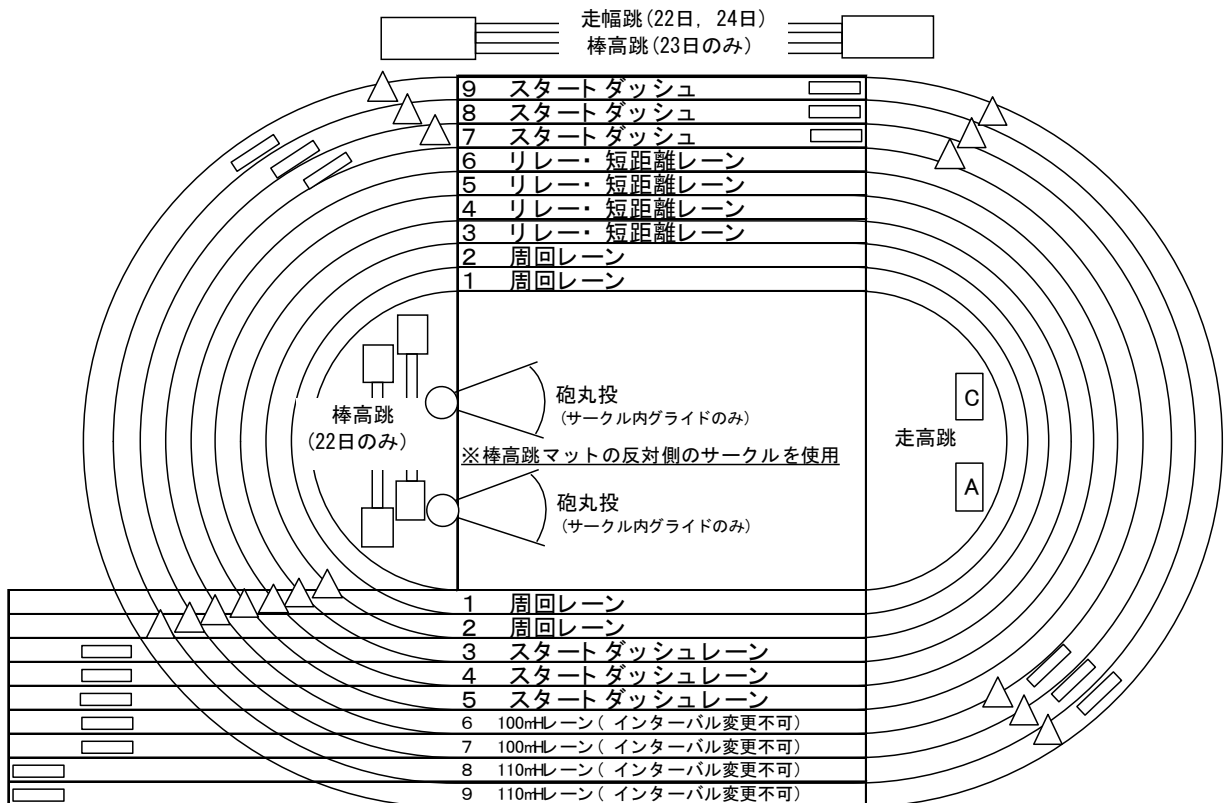 走幅跳(22日, 24日)
棒高跳(23日のみ)
9 スタートダッシュ
8 スタートダッシュ
7 スタートダッシュ
6 リレー・短距離レーン
5 リレー・短距離レーン
4 リレー・短距離レーン
3 リレー・短距離レーン
2 周回レーン
1 周回レーン
棒高跳
(22日のみ)
砲丸投
(サークル内グライドのみ)
※棒高跳マットの反対側のサークルを使用
砲丸投
(サークル内グライドのみ)
C
走高跳
A
1 周回レーン
2 周回レーン
3 スタートダッシュレーン
4 スタートダッシュレーン
5 スタートダッシュレーン
6 100mHレーン(インターバル変更不可)
7 100mHレーン(インターバル変更不可)
8 110mHレーン(インターバル変更不可)
9 110mHレーン(インターバル変更不可)